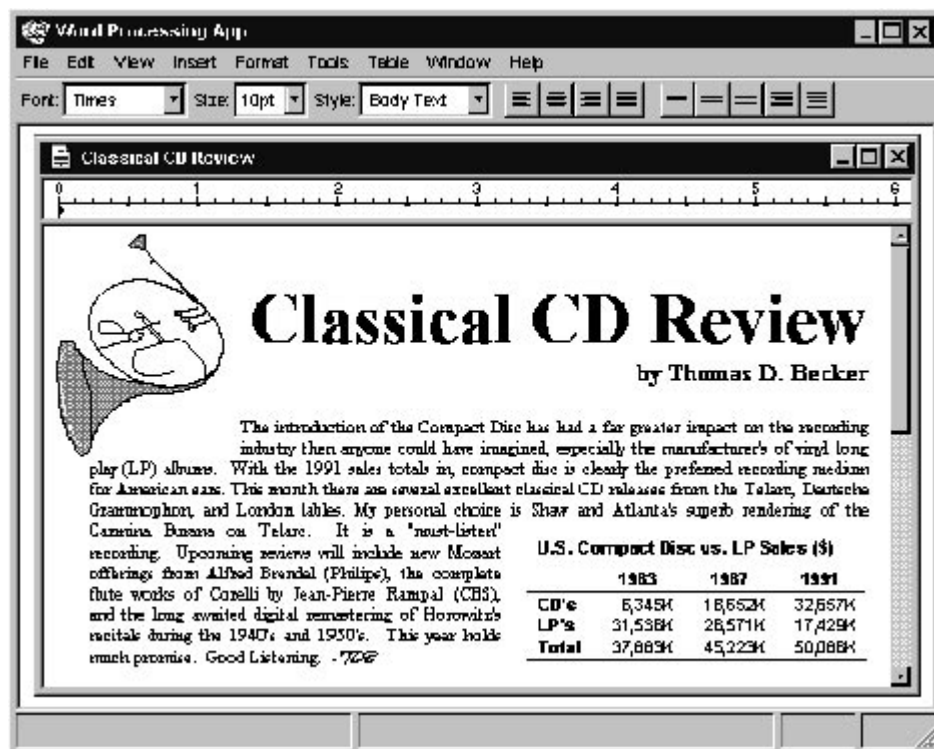 Word Processing App
File Edit View Insert Format Tools Table Window Help
Font: Times Size: 10pt Style: Body Text
Classical CD Review
0 1 2 3 4 5 6
Classical CD Review
by Thomas D. Becker
The introduction of the Compact Disc has had a far greater impact on the recording
industry then anyone could have imagined, especially the manufacturer's of vinyl long
play (LP) albums. With the 1991 sales totals in, compact disc is clearly the preferred recording medium
for American ears. This month there are several excellent classical CD releases from the Telarc, Deutsche
Grammophon, and London lables. My personal choice is Shaw and Atlanta's superb rendering of the
Carmina Burana on Telarc. It is a "must-listen"
recording. Upcoming reviews will include new Mozart
offerings from Alfred Brendel (Philips), the complete
flute works of Corelli by Jean-Pierre Rampal (CBS),
and the long awaited digital remastering of Horowitz's
recitals during the 1940's and 1950's. This year holds
much promise. Good Listening. - TDB
U.S. Compact Disc vs. LP Sales ($)
1983 1987 1991
CD's 6,345K 18,652K 32,657K
LP's 31,538K 26,571K 17,429K
Total 37,883K 45,223K 50,086K